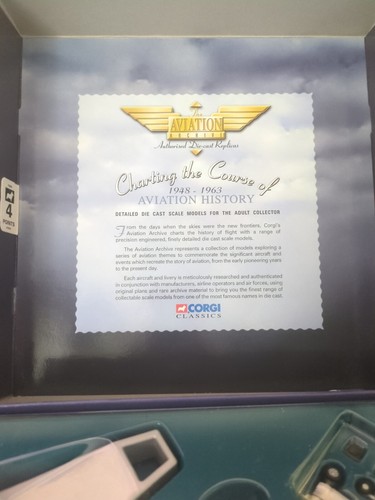 The
AVIATION
ARCHIVE
Authorised Die-cast Replicas
Charting the Course of
1948 - 1963
AVIATION HISTORY
DETAILED DIE CAST SCALE MODELS FOR THE ADULT COLLECTOR
From the days when the skies were the new frontiers, Corgi's
Aviation Archive charts the history of flight with a range of
precision engineered, finely detailed die cast scale models.
The Aviation Archive represents a collection of models exploring a
series of aviation themes to commemorate the significant aircraft and
events which recreate the story of aviation, from the early pioneering years
to the present day.
Each aircraft and livery is meticulously researched and authenticated
in conjunction with manufacturers, airline operators and air forces, using
original plans and rare archive material to bring you the finest range of
collectable scale models from one of the most famous names in die cast.
CORGI
CLASSICS
4
POINTS